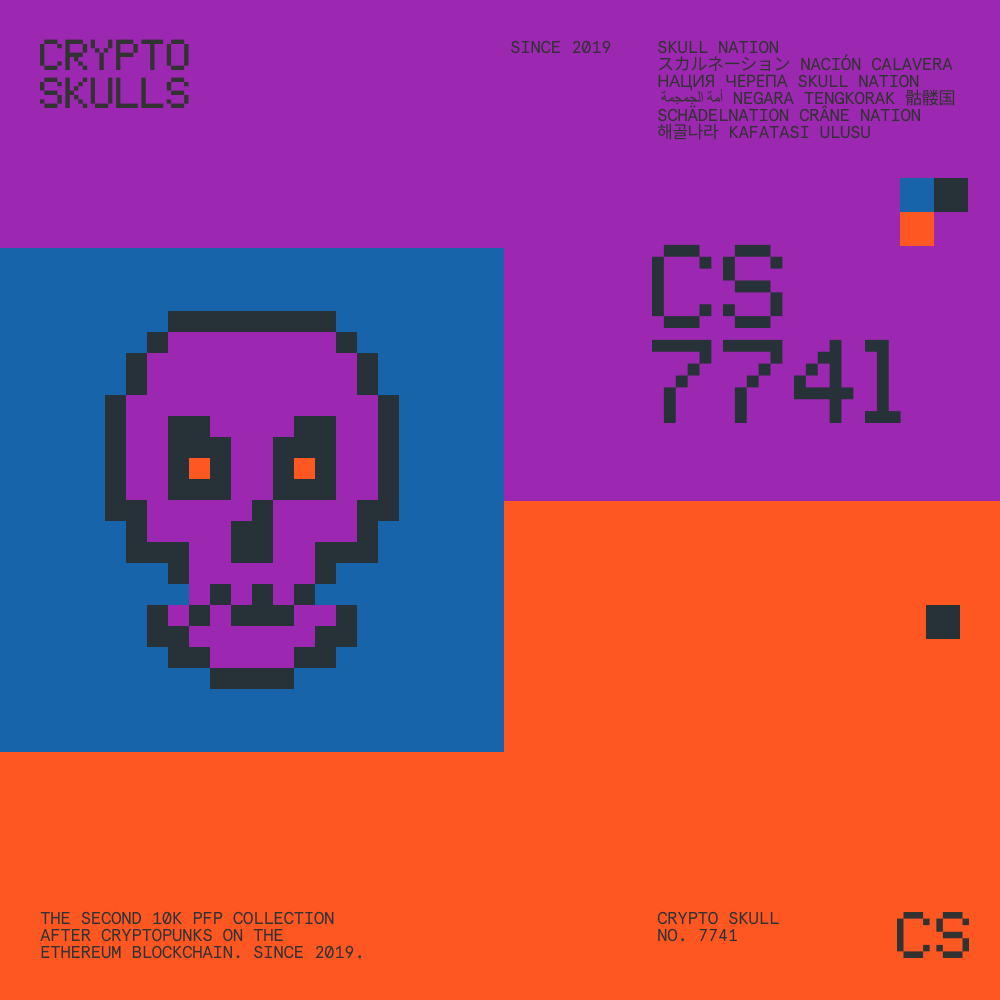 CRYPTO
SKULLS
SINCE 2019
SKULL NATION
スカルネーション NACIÓN CALAVERA
НАЦИЯ ЧЕРЕПА SKULL NATION
أمة الجمجمة NEGARA TENGKORAK 骷髅国
SCHÄDELNATION CRÂNE NATION
해골나라 KAFATASI ULUSU
CS
7741
THE SECOND 10K PFP COLLECTION
AFTER CRYPTOPUNKS ON THE
ETHEREUM BLOCKCHAIN. SINCE 2019.
CRYPTO SKULL
NO. 7741
CS